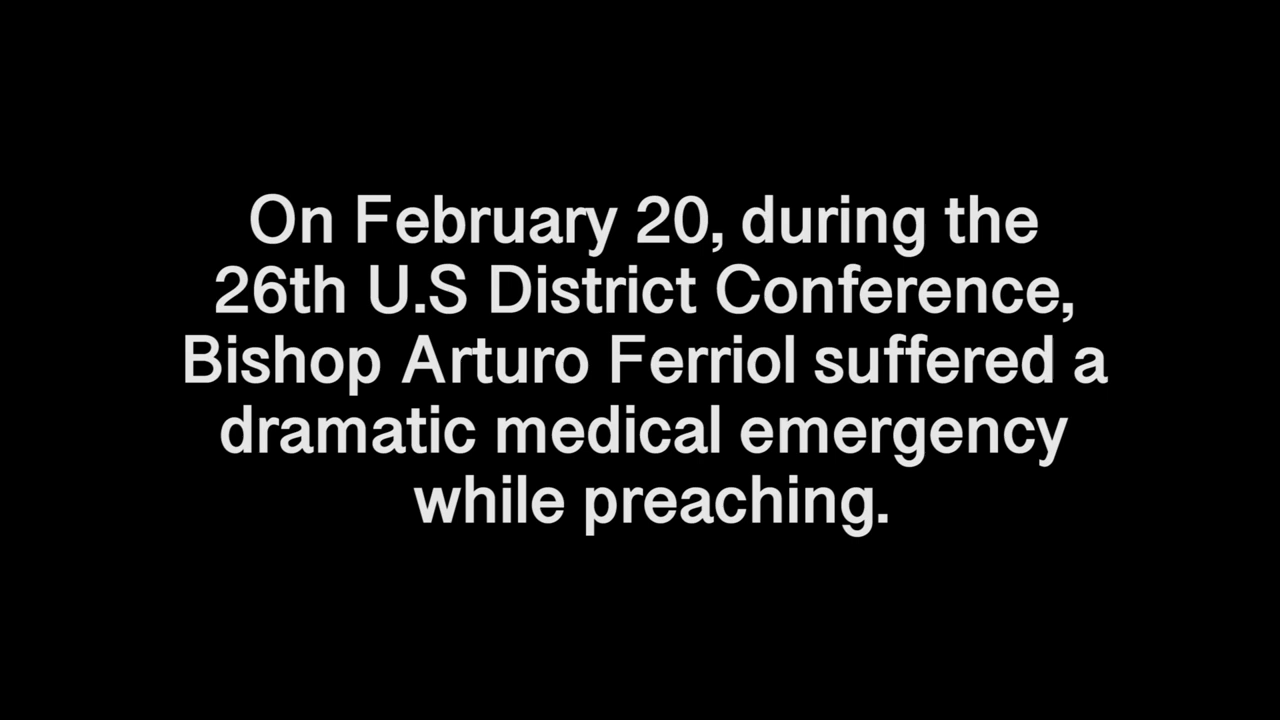 On February 20, during the
26th U.S District Conference,
Bishop Arturo Ferriol suffered a
dramatic medical emergency
while preaching.